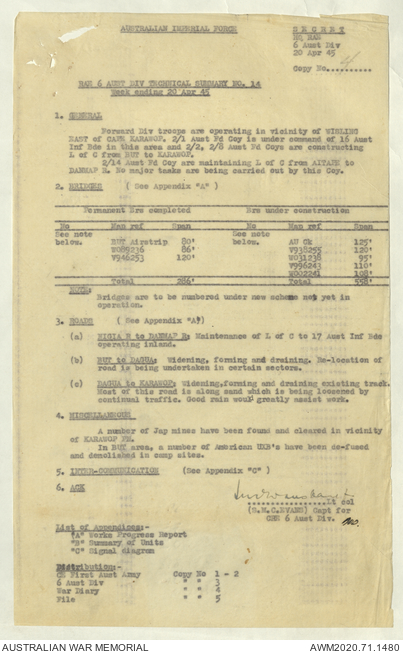 AUSTRALIAN IMPERIAL FORCE
S E C R E T
HQ RAE
6 Aust Div
20 Apr 45
Copy No..........4
RAE 6 AUST DIV TECHNICAL SUMMARY NO. 14
Week ending 20 Apr 45
1. GENERAL
Forward Div troops are operating in vicinity of WISLING
EAST of CAPE KARAWOP. 2/1 Aust Fd Coy is under command of 16 Aust
Inf Bde in this area and 2/2, 2/8 Aust Fd Coys are constructing
L of C from BUT to KARAWOP.
2/14 Aust Fd Coy are maintaining L of C from AITAPE to
DANMAP R. No major tasks are being carried out by this Coy.
2. BRIDGES ( See Appendix "A" )
Permanent Brs completed Brs under construction
No Map ref Span No Map ref Span
See note See note
below. BUT Airstrip 80' below. AU Ck 125'
W089236 86' V938255 120'
V946253 120' W031238 95'
V996243 110'
W002241 108'
Total 286' Total 558'
NOTE:
Bridges are to be numbered under new scheme not yet in
operation.
3. ROADS (See Appendix "A")
(a) NIGIA R to DANMAP R: Maintenance of L of C to 17 Aust Inf Bde
operating inland.
(b) BUT to DAGUA: Widening, forming and draining. Re-location of
road is being undertaken in certain sectors.
(c) DAGUA to KARAWOP: Widening,forming and draining existing track.
Most of this road is along sand which is being loosened by
continual traffic. Good rain would greatly assist work.
4. MISCELLANEOUS
A number of Jap mines have been found and cleared in vicinity
of KARAWOP PN.
In BUT area, a number of American UXB's have been de-fused
and demolished in camp sites.
5. INTER-COMMUNICATION (See Appendix "C" )
6. ACK
..................Lt Col
(S.M.C.EVANS) Capt for
CRE 6 Aust Div.
List of Appendices:-
"A" Works Progress Report
"B" Summary of Units
"C" Signal diagram
Distribution:-
CE First Aust Army Copy No 1 - 2
6 Aust Div " " 3
War Diary " " 4
File " " 5
AUSTRALIAN WAR MEMORIAL
AWM2020.71.1480